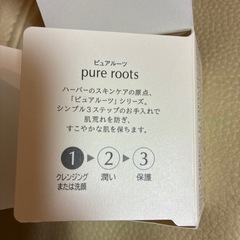 ピュアルーツ
pure roots
ハーバーのスキンケアの原点、
「ピュアルーツ」シリーズ。
シンプル3ステップのお手入れで
肌荒れを防ぎ、
すこやかな肌を保ちます。
1 2 3
クレンジング 潤い 保護
または洗顔